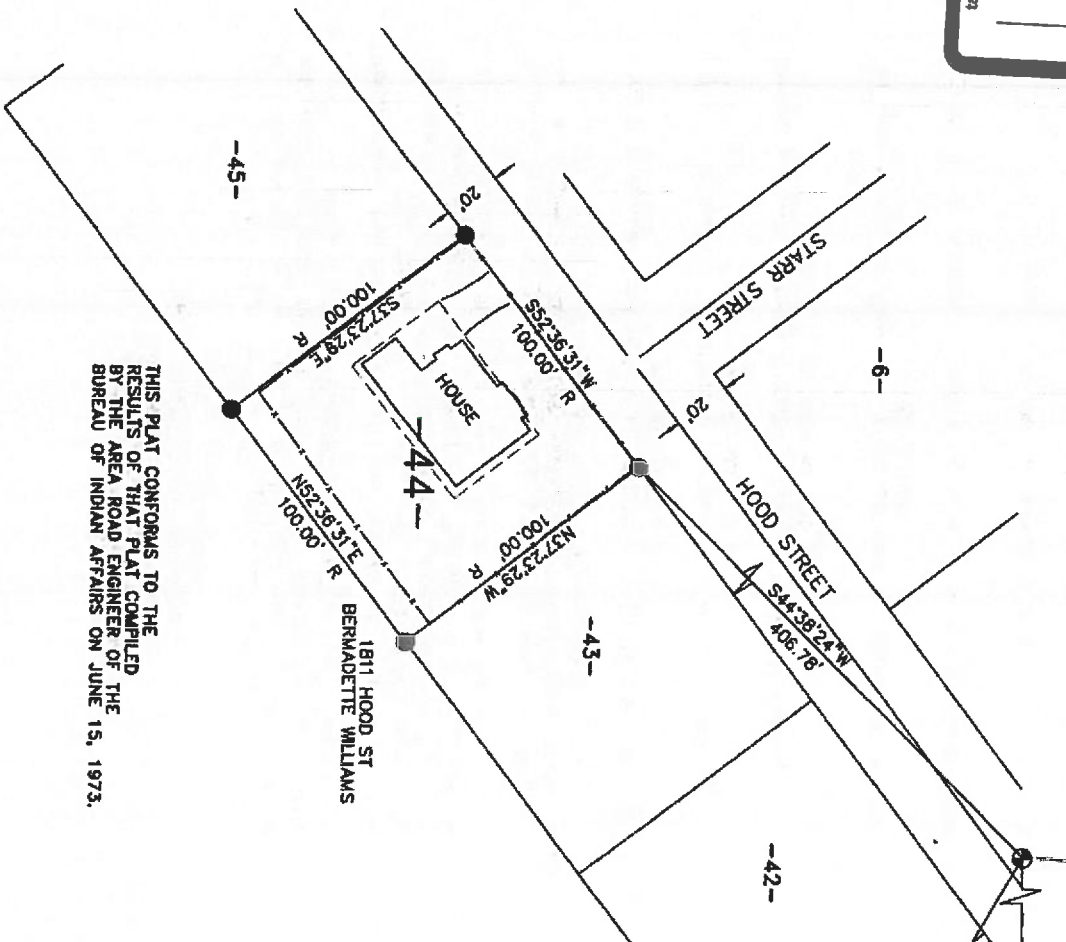 -45-
20'
S37°23'29"E
100.00'
R
S52°36'31"W
100.00' R
STARR STREET
-6-
20'
HOOD STREET
HOUSE
-44-
N52°36'31"E
100.00' R
N37°23'29"W
100.00'
R
S44°38'24"W
406.78'
-43-
-42-
1811 HOOD ST
BERMADETTE WILLIAMS
THIS PLAT CONFORMS TO THE
RESULTS OF THAT PLAT COMPILED
BY THE AREA ROAD ENGINEER OF THE
BUREAU OF INDIAN AFFAIRS ON JUNE 15, 1973.